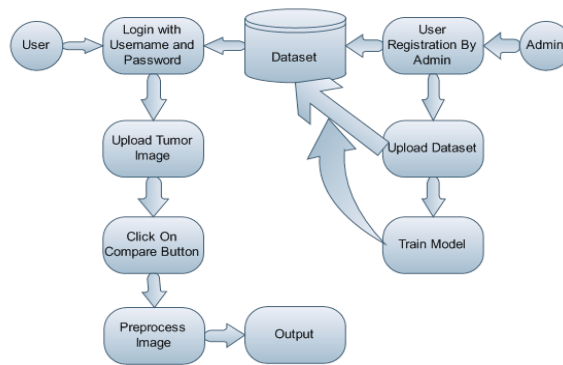 User
Login with
Username and
Password
Dataset
User
Registration By
Admin
Admin
Upload Tumor
Image
Upload Dataset
Click On
Compare Button
Train Model
Preprocess
Image
Output